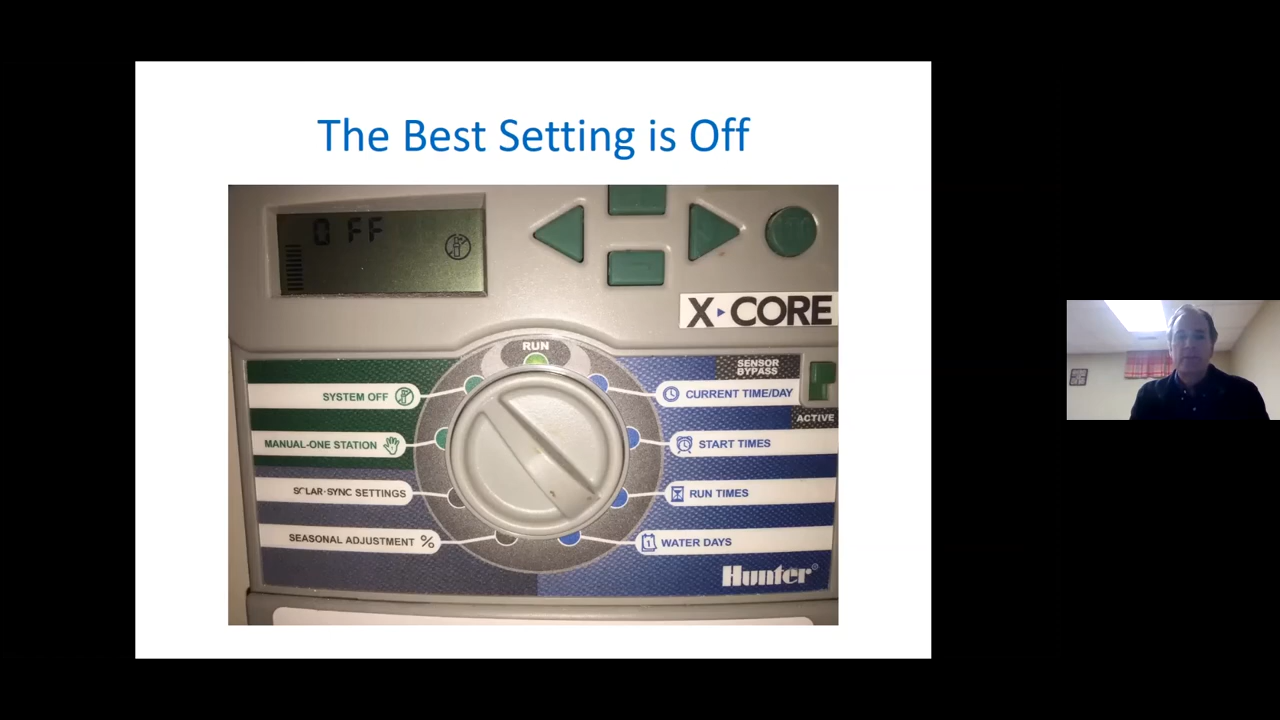 The Best Setting is Off
OFF
X CORE
RUN
SENSOR
BYPASS
SYSTEM OFF
CURRENT TIME/DAY
ACTIVE
MANUAL-ONE STATION
START TIMES
SOLAR-SYNC SETTINGS
RUN TIMES
SEASONAL ADJUSTMENT %
1 WATER DAYS
Hunter®